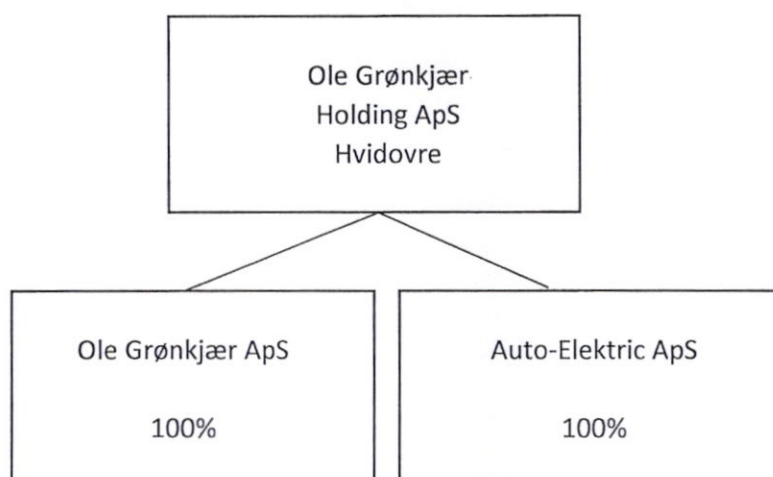 Ole Grønkjær
Holding ApS
Hvidovre
Ole Grønkjær ApS
100%
Auto-Elektric ApS
100%